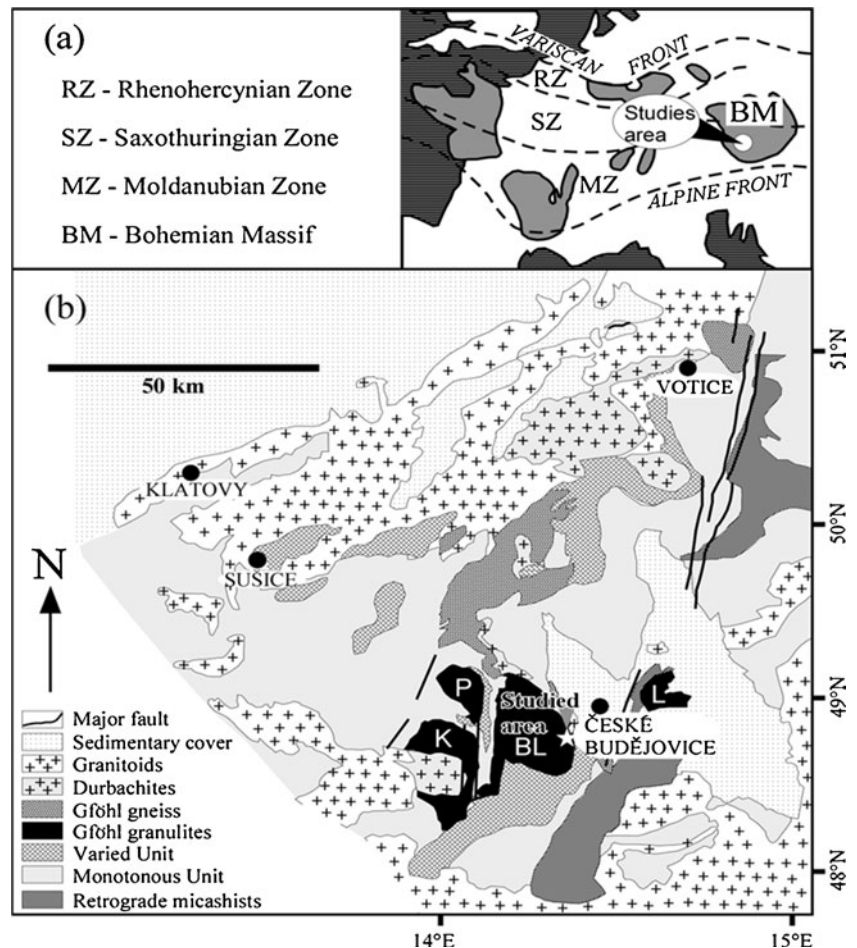 (a)
RZ - Rhenohercynian Zone
SZ - Saxothuringian Zone
MZ - Moldanubian Zone
BM - Bohemian Massif
VARISCAN FRONT
RZ
SZ
MZ
BM
Studies
area
ALPINE FRONT
(b)
50 km
VOTICE
KLATOVY
SUŠICE
N
P
K
Studied
area
BL
L
ČESKÉ
BUDĚJOVICE
Major fault
Sedimentary cover
Granitoids
Durbachites
Gföhl gneiss
Gföhl granulites
Varied Unit
Monotonous Unit
Retrograde micashists
51°N
50°N
49°N
48°N
14°E
15°E